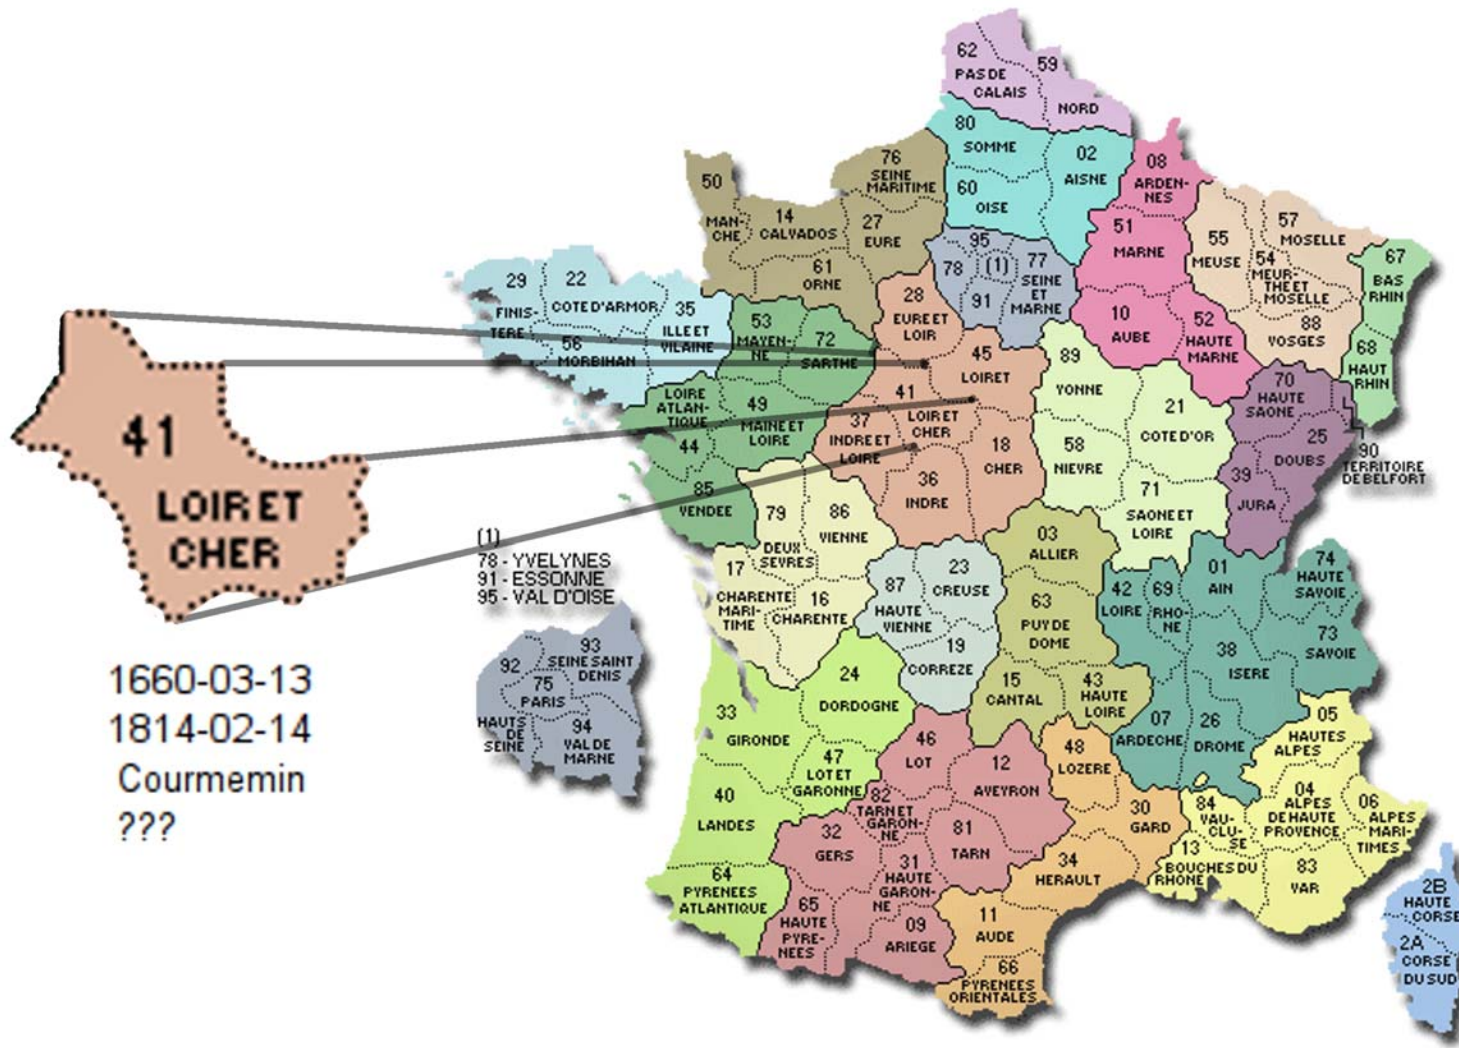 41
LOIR ET
CHER
1660-03-13
1814-02-14
Courmemin
???
62
PAS DE
CALAIS
59
NORD
80
SOMME
02
AISNE
60
OISE
76
SEINE
MARITIME
27
EURE
50
MAN-
CHE
14
CALVADOS
61
ORNE
08
ARDEN-
NES
51
MARNE
10
AUBE
52
HAUTE
MARNE
55
MEUSE
54
MEUR-
THE ET
MOSELLE
57
MOSELLE
88
VOSGES
67
BAS
RHIN
68
HAUT
RHIN
95
78
(1)
77
SEINE
ET
MARNE
91
29
FINIS-
TERE
22
COTE D'ARMOR
35
ILLE ET
VILAINE
56
MORBIHAN
53
MAYEN-
NE
72
SARTHE
LOIRE
ATLAN-
TIQUE
44
49
MAINE ET
LOIRE
85
VENDEE
28
EURE ET
LOIR
45
LOIRET
41
LOIR ET
CHER
37
INDRE ET
LOIRE
18
CHER
36
INDRE
89
YONNE
21
COTE D'OR
58
NIEVRE
71
SAONE ET
LOIRE
70
HAUTE
SAONE
25
DOUBS
39
JURA
90
TERRITOIRE
DE BELFORT
79
DEUX
SEVRES
86
VIENNE
17
CHARENTE
MARI-
TIME
16
CHARENTE
87
HAUTE
VIENNE
23
CREUSE
19
CORREZE
03
ALLIER
63
PUY DE
DOME
15
CANTAL
43
HAUTE
LOIRE
42
LOIRE
69
RHO-
NE
01
AIN
74
HAUTE
SAVOIE
73
SAVOIE
38
ISERE
07
ARDECHE
26
DROME
(1)
78 - YVELYNES
91 - ESSONNE
95 - VAL D'OISE
93
SEINE SAINT
DENIS
92
75
PARIS
HAUTS
DE
SEINE
94
VAL DE
MARNE
24
DORDOGNE
33
GIRONDE
47
LOT ET
GARONNE
40
LANDES
64
PYRENEES
ATLANTIQUE
46
LOT
12
AVEYRON
82
TARN ET
GARON-
NE
32
GERS
81
TARN
31
HAUTE
GARON-
NE
65
HAUTE
PYRE-
NEES
09
ARIEGE
48
LOZERE
30
GARD
34
HERAULT
11
AUDE
66
PYRENEES
ORIENTALES
05
HAUTES
ALPES
04
ALPES
DE HAUTE
PROVENCE
06
ALPES
MARI-
TIMES
84
VAU-
CLU-
SE
13
BOUCHES DU
RHONE
83
VAR
2B
HAUTE
CORSE
2A
CORSE
DU SUD